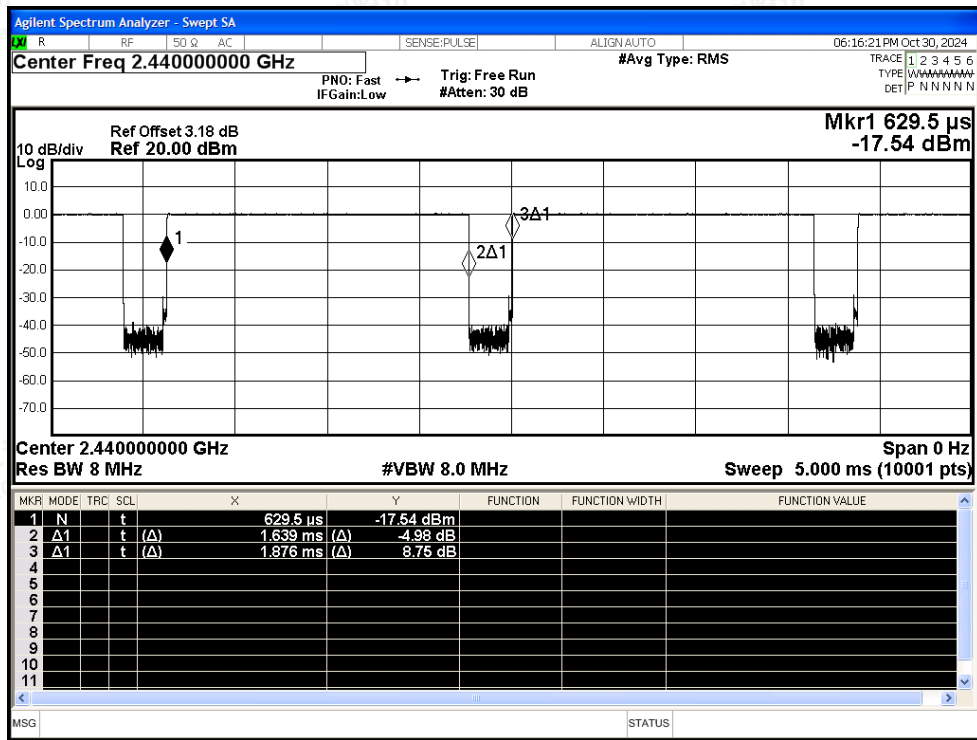 Agilent Spectrum Analyzer - Swept SA
LXI R RF 50 Ω AC SENSE:PULSE ALIGN AUTO 06:16:21 PM Oct 30, 2024
Center Freq 2.440000000 GHz
#Avg Type: RMS
TRACE 1 2 3 4 5 6
PNO: Fast Trig: Free Run
TYPE WWWWWW
IFGain:Low #Atten: 30 dB
DET P N N N N N
Mkr1 629.5 µs
-17.54 dBm
Ref Offset 3.18 dB
10 dB/div Ref 20.00 dBm
Log
10.0
0.00
-10.0
-20.0
-30.0
-40.0
-50.0
-60.0
-70.0
1
2Δ1
3Δ1
Center 2.440000000 GHz Span 0 Hz
Res BW 8 MHz #VBW 8.0 MHz Sweep 5.000 ms (10001 pts)
MKR MODE TRC SCL X Y FUNCTION FUNCTION WIDTH FUNCTION VALUE
1 N t 629.5 µs -17.54 dBm
2 Δ1 t (Δ) 1.639 ms (Δ) -4.98 dB
3 Δ1 t (Δ) 1.876 ms (Δ) 8.75 dB
4
5
6
7
8
9
10
11
MSG STATUS